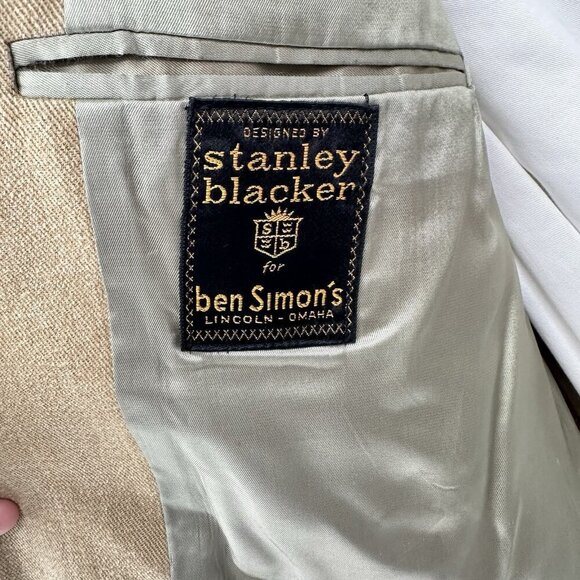 DESIGNED BY
stanley
blacker
s b
for
ben Simon's
LINCOLN - OMAHA